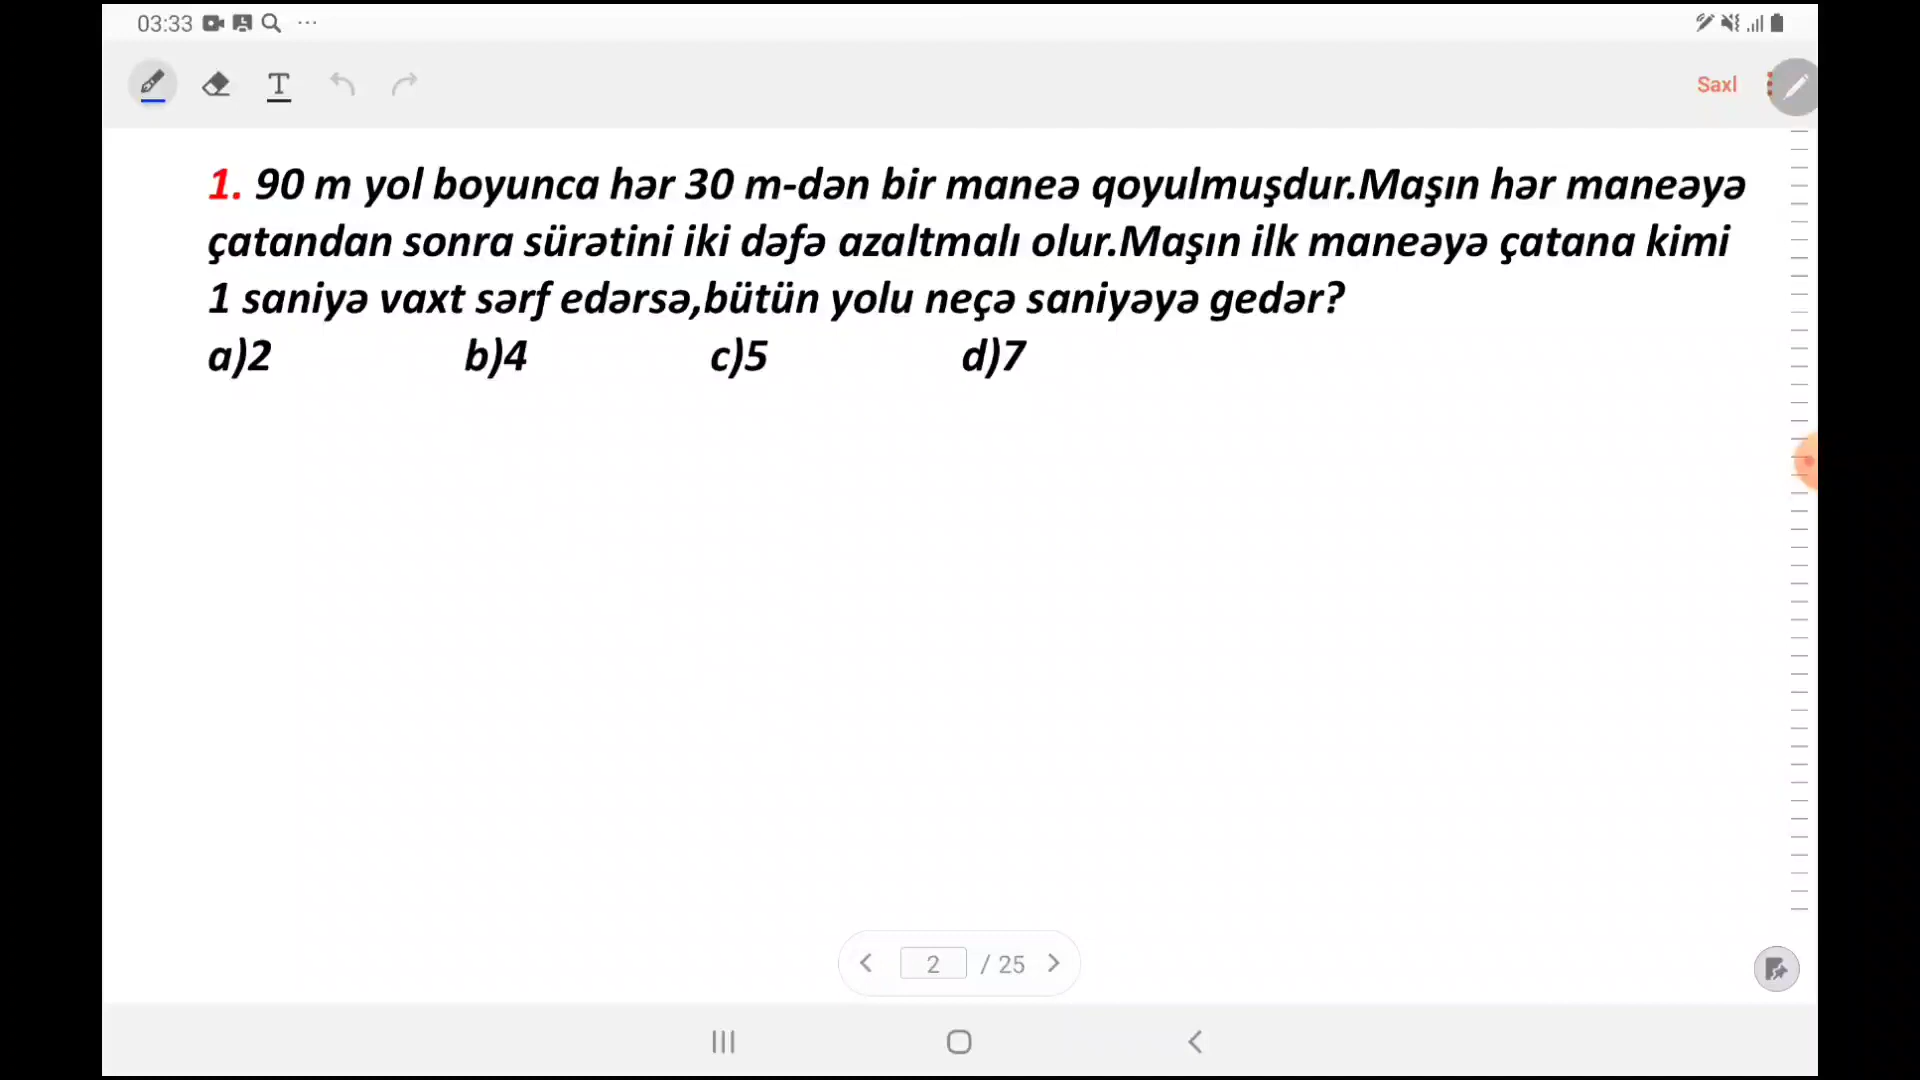 03:33
Saxl
1. 90 m yol boyunca hər 30 m-dən bir maneə qoyulmuşdur.Maşın hər maneəyə
çatandan sonra sürətini iki dəfə azaltmalı olur.Maşın ilk maneəyə çatana kimi
1 saniyə vaxt sərf edərsə,bütün yolu neçə saniyəyə gedər?
a)2 b)4 c)5 d)7
2 / 25